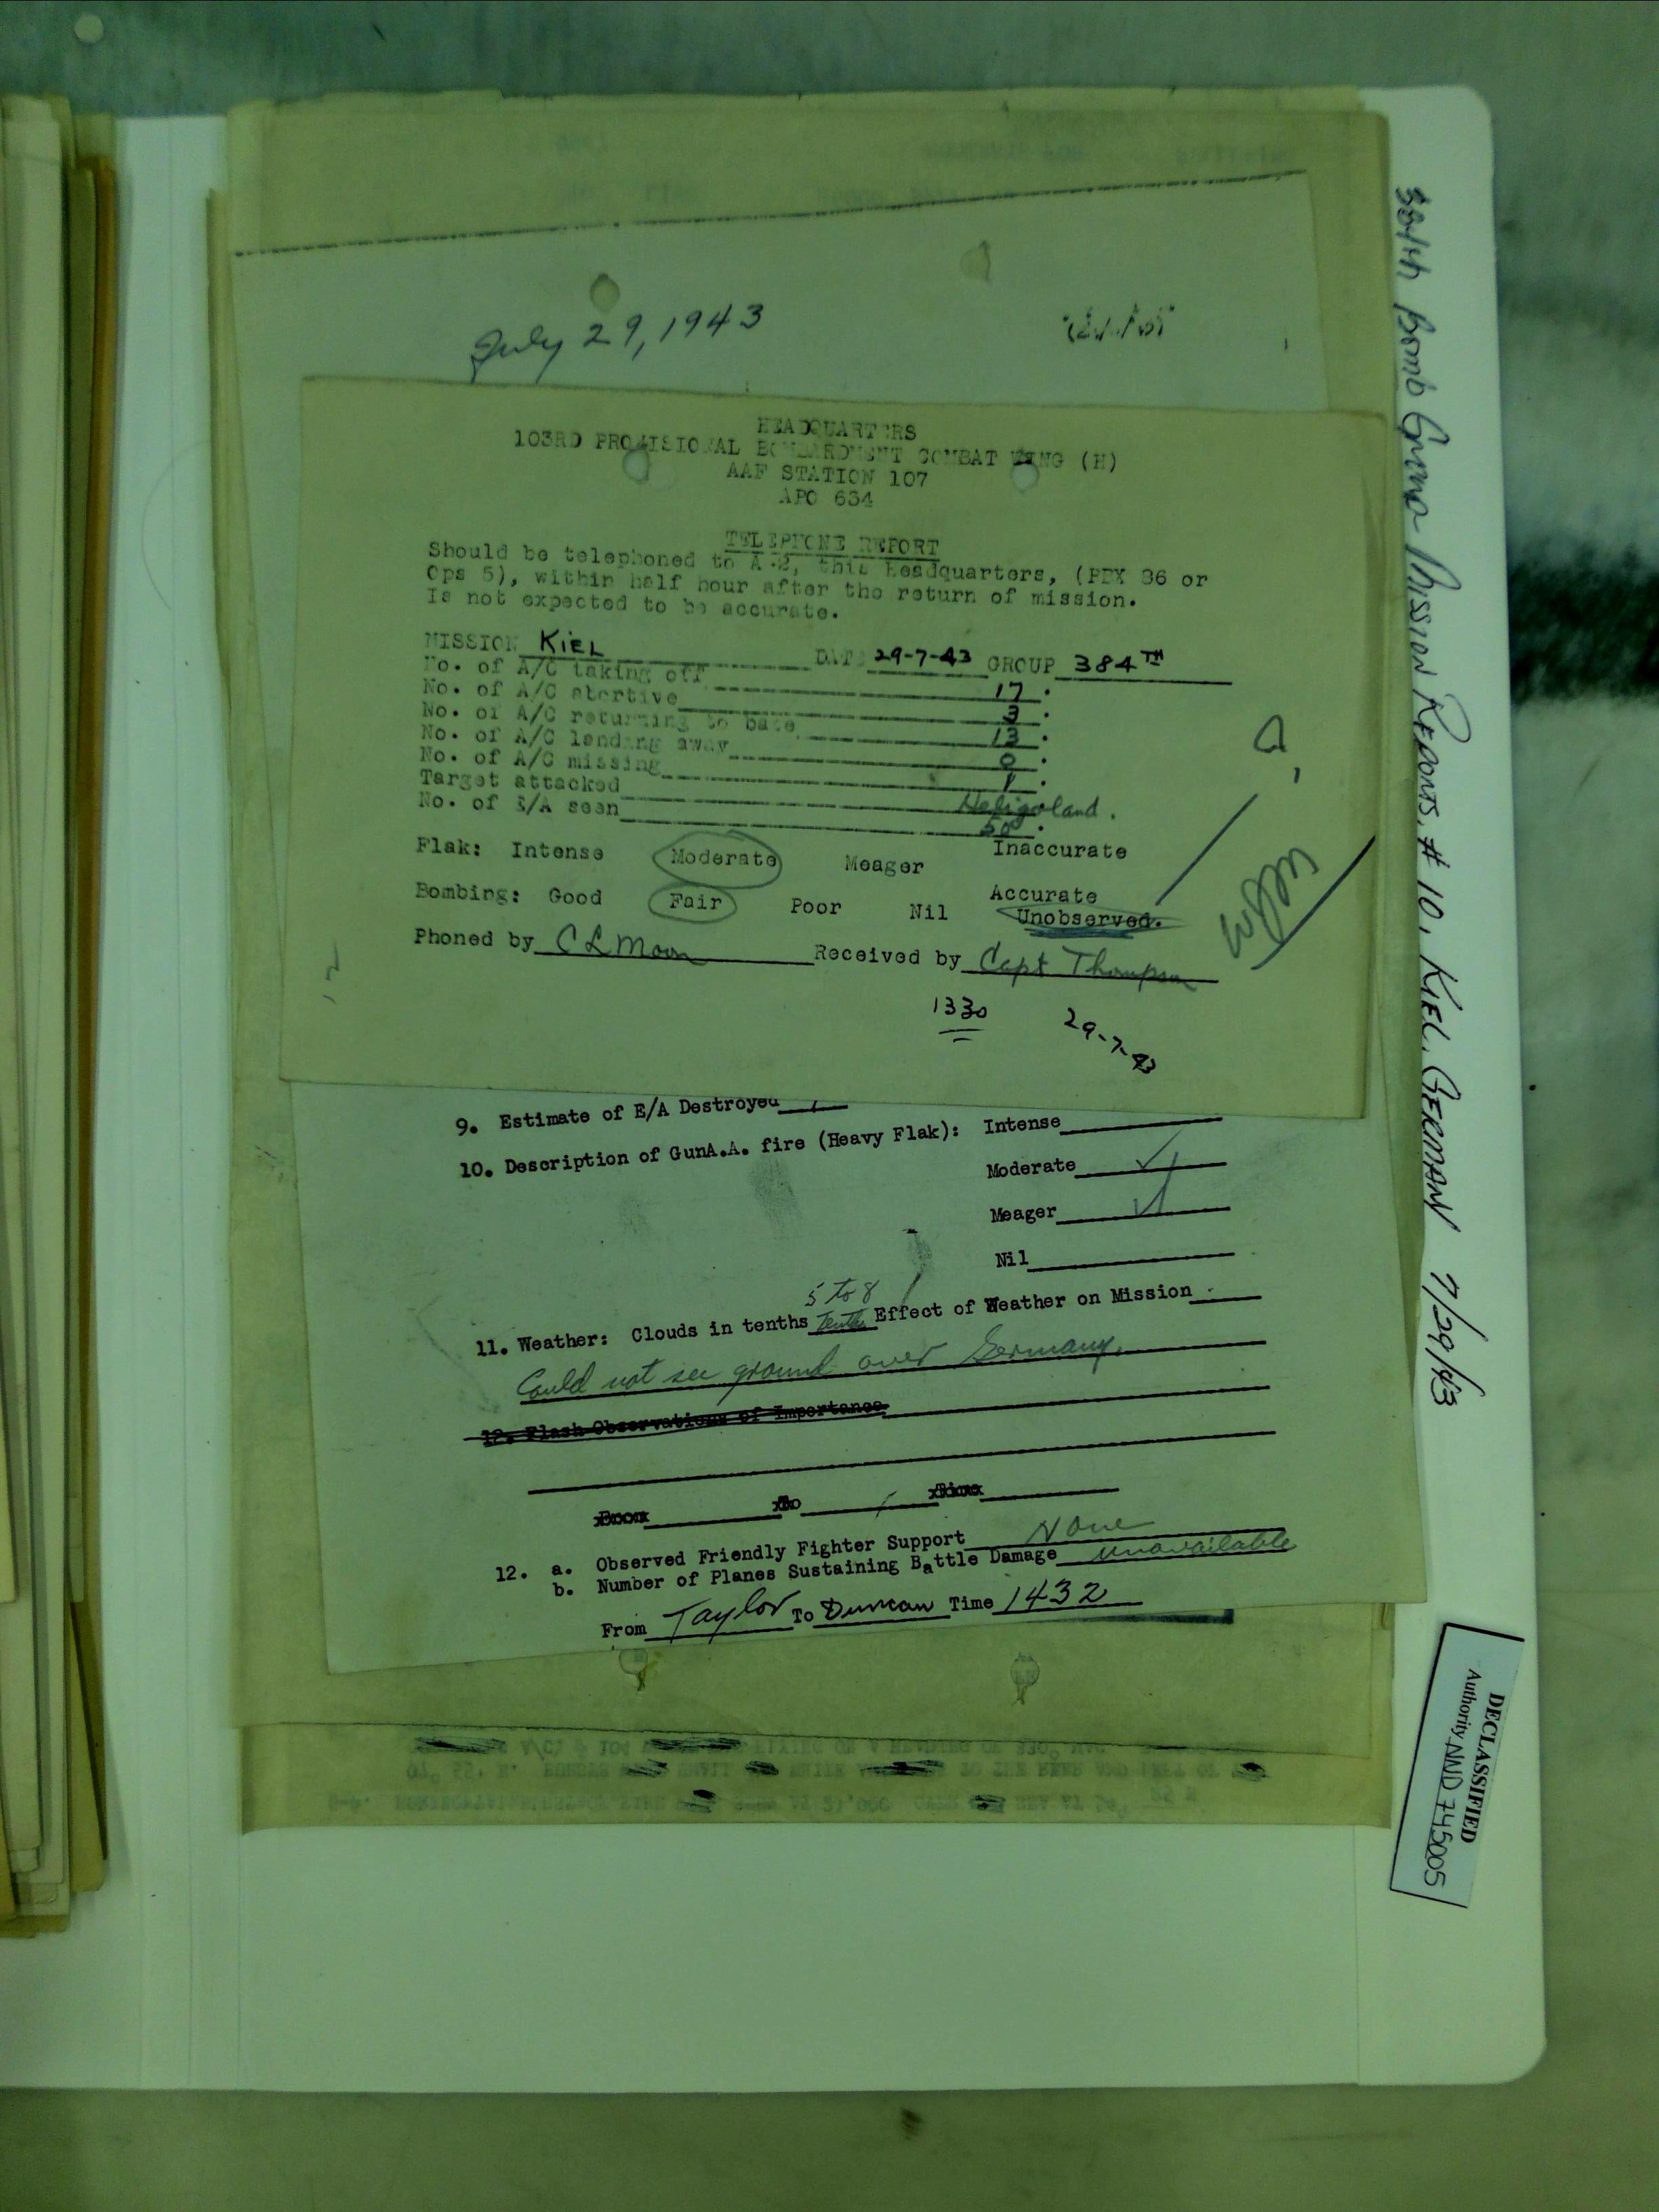 July 29, 1943
HEADQUARTERS
103RD PROVISIONAL BOMBARDMENT COMBAT WING (H)
AAF STATION 107
APO 634
TELEPHONE REPORT
Should be telephoned to A-2, this Headquarters, (PBX 36 or
Ops 5), within half hour after the return of mission.
Is not expected to be accurate.
MISSION KIEL DATE 29-7-43 GROUP 384TH
No. of A/C taking off 17.
No. of A/C abortive 3.
No. of A/C returning to base 13.
No. of A/C landing away 0.
No. of A/C missing 1.
Target attacked Heligoland.
No. of E/A seen 50.
Flak: Intense Moderate Meager Inaccurate
Accurate
Bombing: Good Fair Poor Nil Unobserved.
Phoned by C L Moon Received by Capt Thompson
1330 29-7-43
9. Estimate of E/A Destroyed
10. Description of GunA.A. fire (Heavy Flak): Intense
Moderate ✓
Meager ✓
Nil
5 to 8
11. Weather: Clouds in tenths Tenths Effect of Weather on Mission
Could not see ground over Germany.
12. Flash Observations of Importance
From To Time
12. a. Observed Friendly Fighter Support None
b. Number of Planes Sustaining Battle Damage unavailable
From Taylor To Duncan Time 1432
384th Bomb Group Mission Reports, # 10, KIEL, GERMANY 7/29/43
DECLASSIFIED
Authority NND 745005